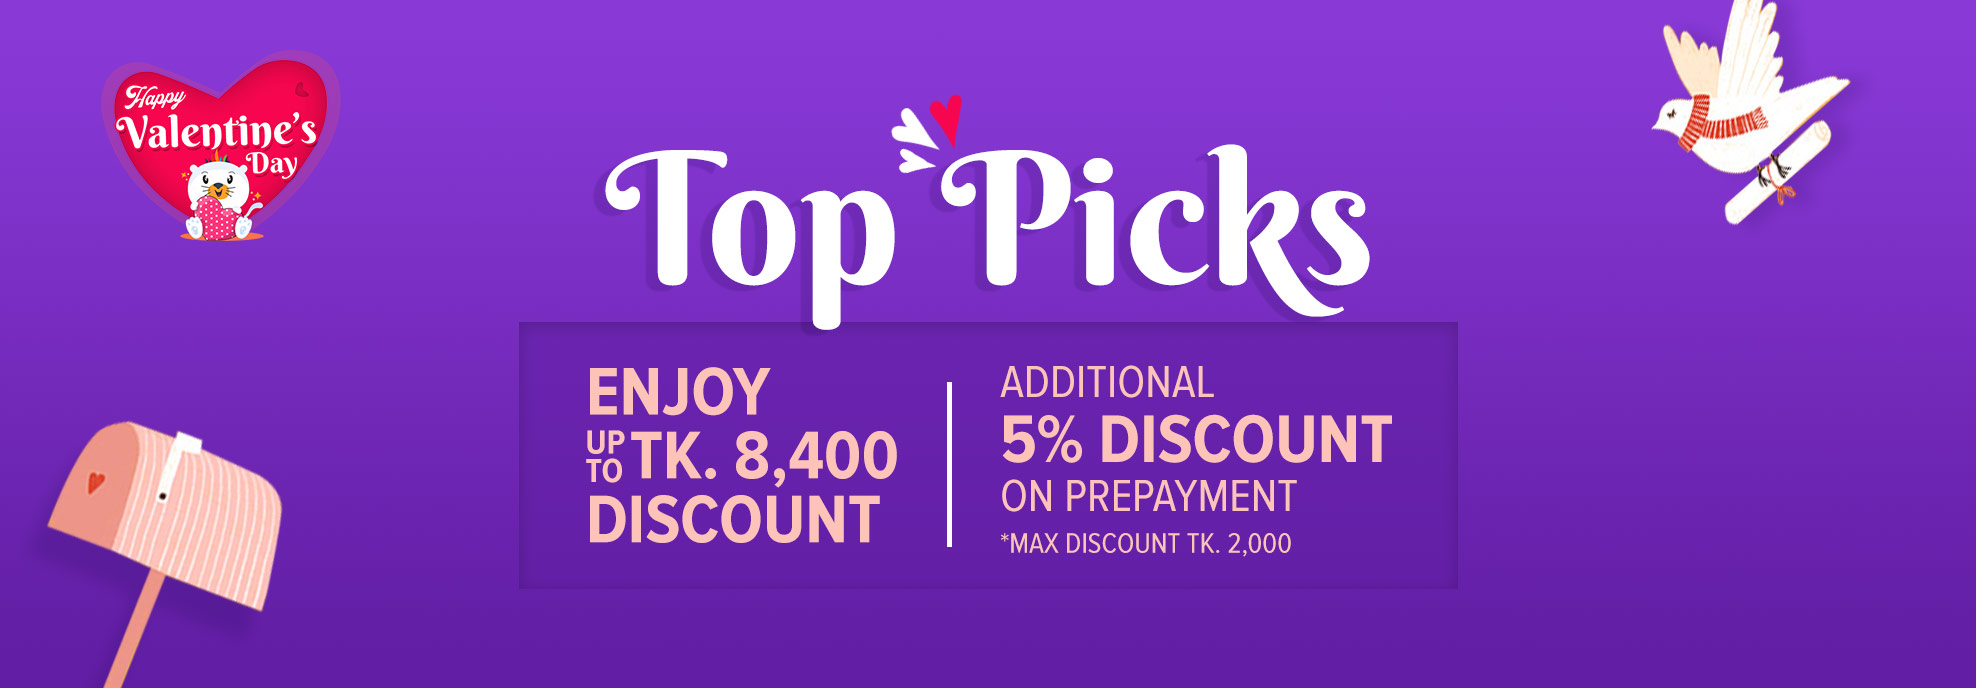 Happy
Valentine's
Day
Top Picks
ENJOY
UP TO TK. 8,400
DISCOUNT
ADDITIONAL
5% DISCOUNT
ON PREPAYMENT
*MAX DISCOUNT TK. 2,000